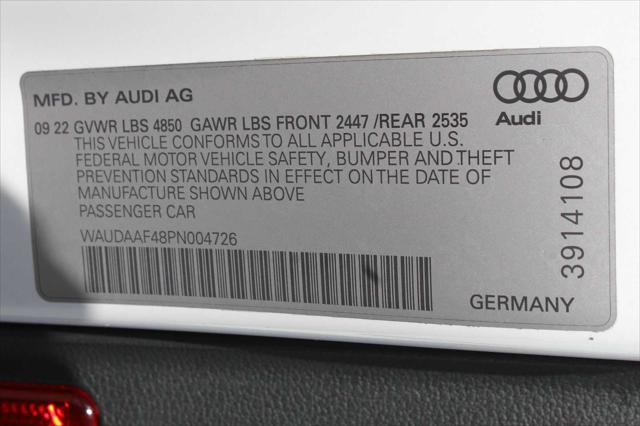 MFD. BY AUDI AG
09 22 GVWR LBS 4850 GAWR LBS FRONT 2447 /REAR 2535
THIS VEHICLE CONFORMS TO ALL APPLICABLE U.S.
FEDERAL MOTOR VEHICLE SAFETY, BUMPER AND THEFT
PREVENTION STANDARDS IN EFFECT ON THE DATE OF
MANUFACTURE SHOWN ABOVE
PASSENGER CAR
WAUDAAF48PN004726
Audi
3914108
GERMANY